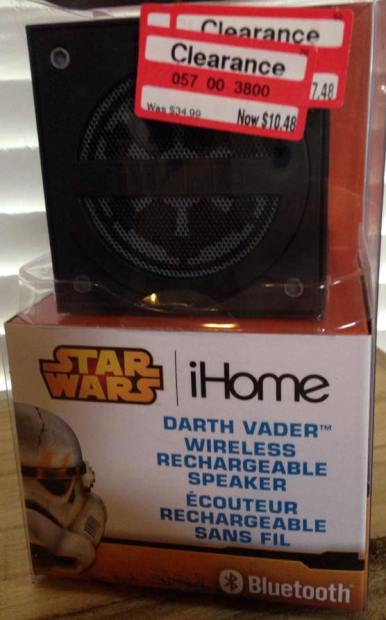 Clearance
Clearance
057 00 3800
7.48
Was $34.99
Now $10.48
STAR WARS
iHome
DARTH VADER™
WIRELESS
RECHARGEABLE
SPEAKER
ÉCOUTEUR
RECHARGEABLE
SANS FIL
Bluetooth®